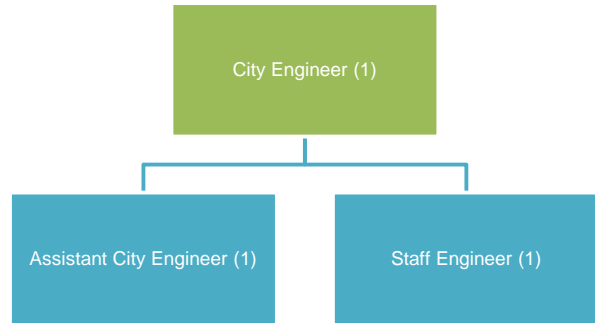 City Engineer (1)
Assistant City Engineer (1)
Staff Engineer (1)